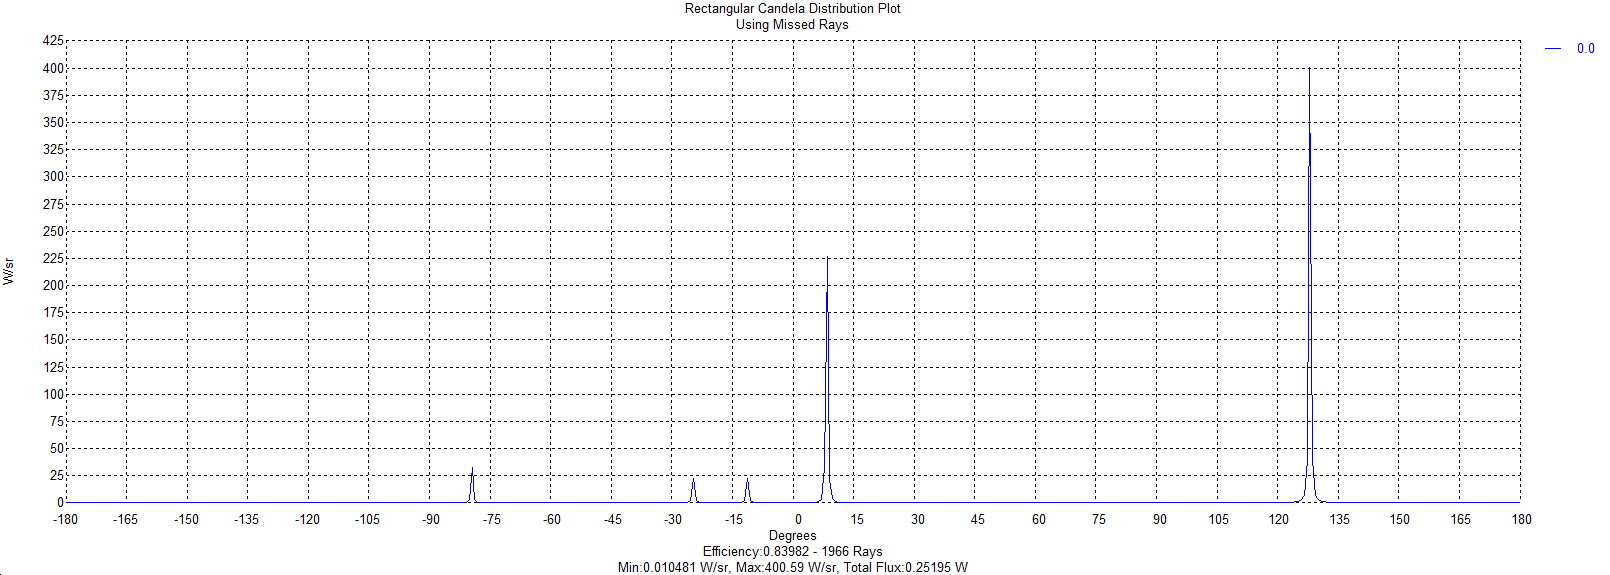 Rectangular Candela Distribution Plot
Using Missed Rays
0.0
W/sr
425
400
375
350
325
300
275
250
225
200
175
150
125
100
75
50
25
0
-180 -165 -150 -135 -120 -105 -90 -75 -60 -45 -30 -15 0 15 30 45 60 75 90 105 120 135 150 165 180
Degrees
Efficiency:0.83982 - 1966 Rays
Min:0.010481 W/sr, Max:400.59 W/sr, Total Flux:0.25195 W